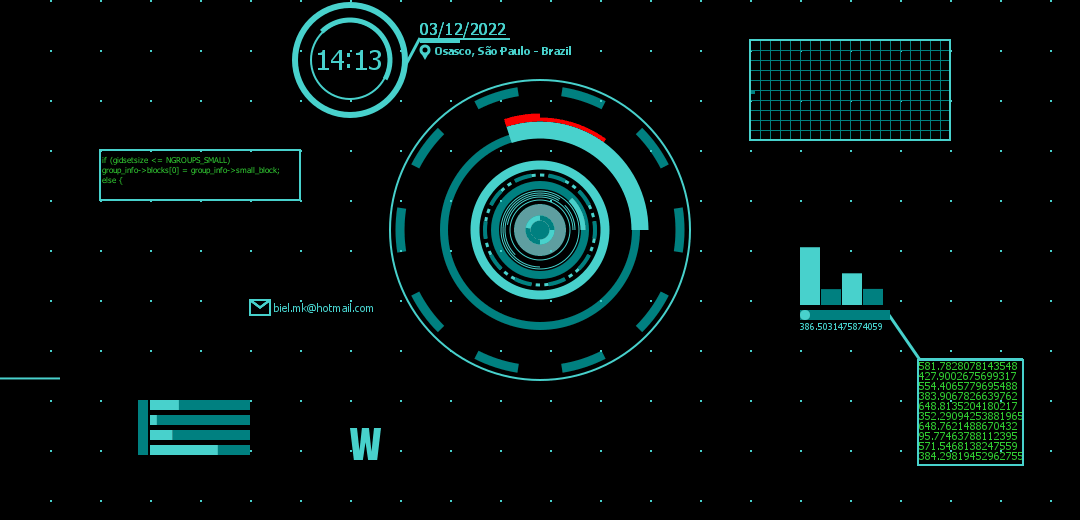 03/12/2022
14:13
Osasco, São Paulo - Brazil
if (gidsetsize <= NGROUPS_SMALL)
group_info->blocks[0] = group_info->small_block;
else {
biel.mk@hotmail.com
386.5031475874059
581.7828078143548
427.9002675699317
554.4065779695488
383.9067826639762
648.8135204180217
352.29094253881965
648.7621488670432
95.77463788112395
571.5468138247559
384.29819452962755
W